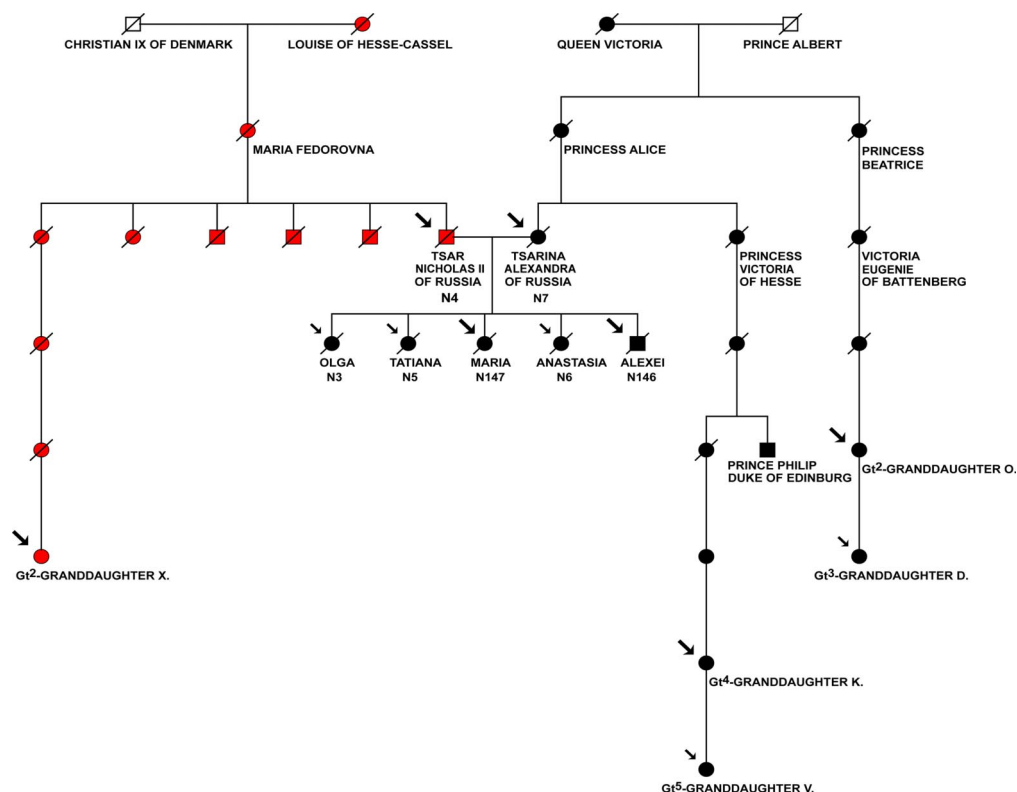 CHRISTIAN IX OF DENMARK
LOUISE OF HESSE-CASSEL
QUEEN VICTORIA
PRINCE ALBERT
MARIA FEDOROVNA
PRINCESS ALICE
PRINCESS
BEATRICE
TSAR
NICHOLAS II
OF RUSSIA
N4
TSARINA
ALEXANDRA
OF RUSSIA
N7
PRINCESS
VICTORIA
OF HESSE
VICTORIA
EUGENIE
OF BATTENBERG
OLGA
N3
TATIANA
N5
MARIA
N147
ANASTASIA
N6
ALEXEI
N146
PRINCE PHILIP
DUKE OF EDINBURG
Gt2-GRANDDAUGHTER O.
Gt2-GRANDDAUGHTER X.
Gt3-GRANDDAUGHTER D.
Gt4-GRANDDAUGHTER K.
Gt5-GRANDDAUGHTER V.